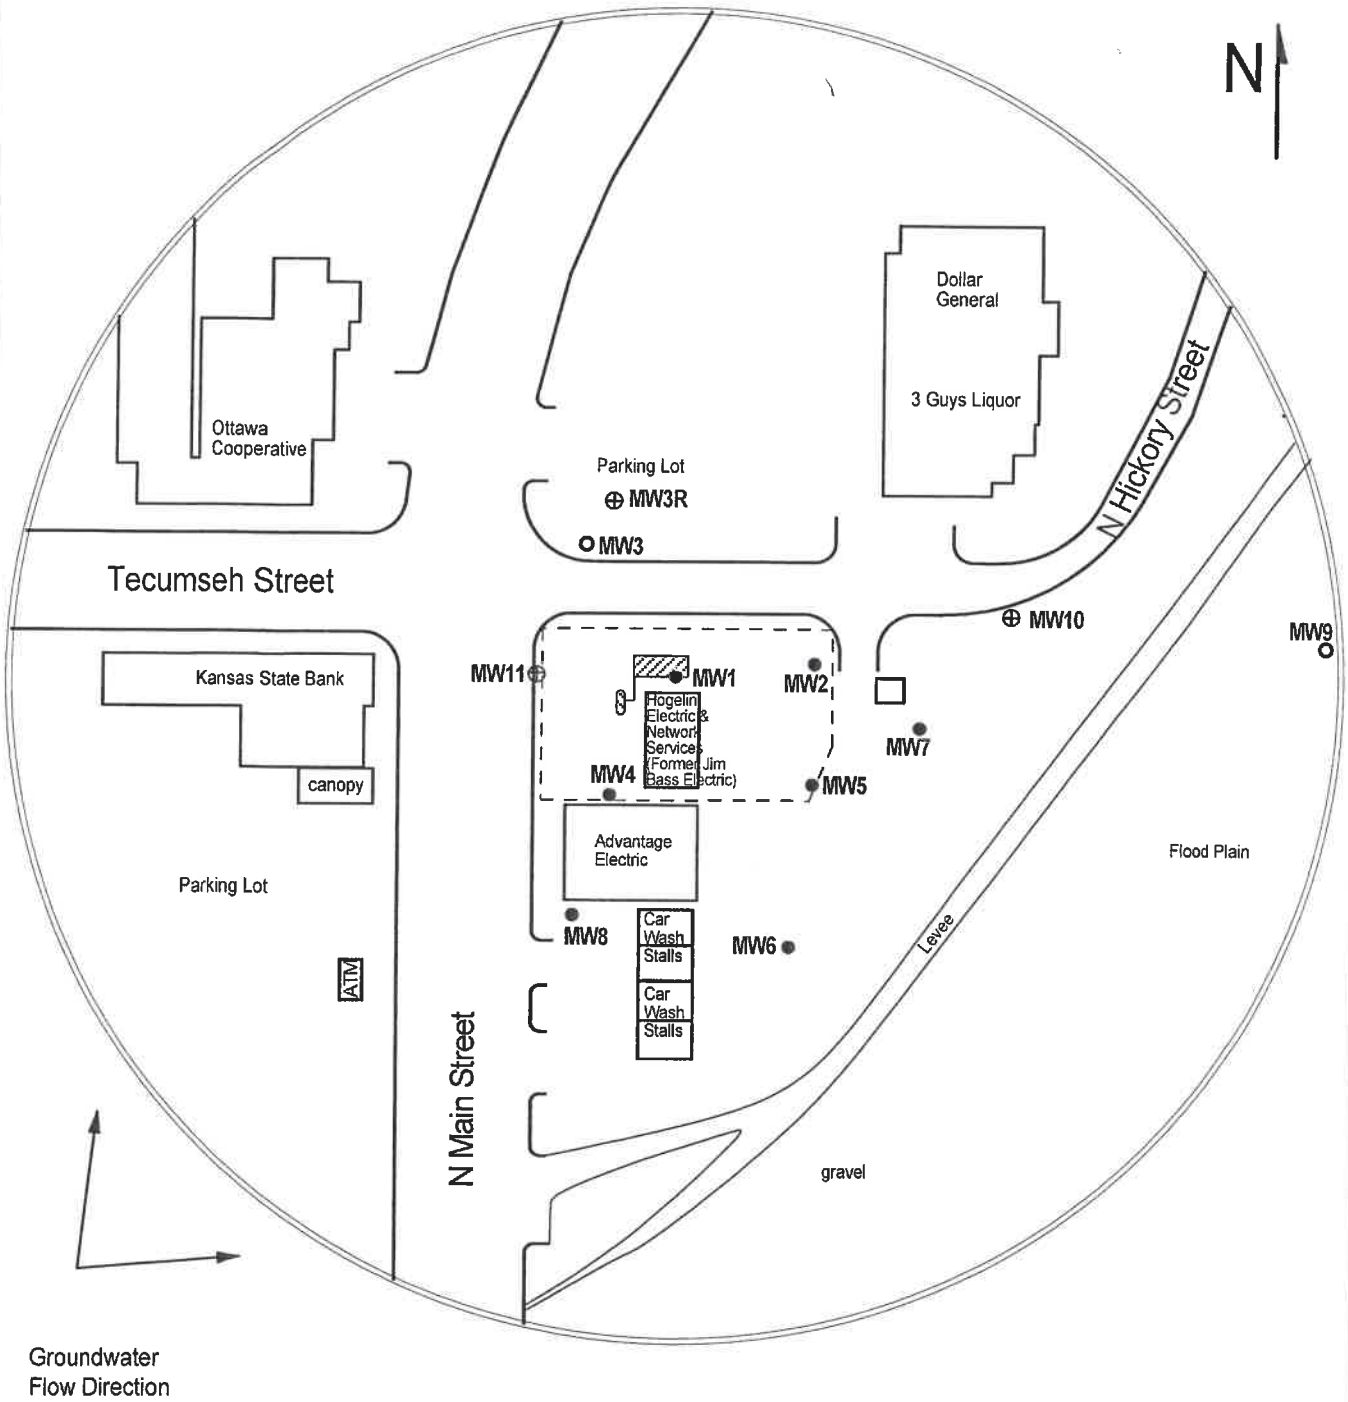 N
Dollar
General
3 Guys Liquor
N Hickory Street
Ottawa
Cooperative
Parking Lot
MW3R
MW3
Tecumseh Street
MW10
MW9
Kansas State Bank
MW11
MW1
MW2
Hogelin
Electric &
Network
Services
(Former Jim
Bass Electric)
MW7
canopy
MW4
MW5
Advantage
Electric
Flood Plain
Parking Lot
MW8
Car
Wash
Stalls
MW6
Levee
ATM
Car
Wash
Stalls
N Main Street
gravel
Groundwater
Flow Direction